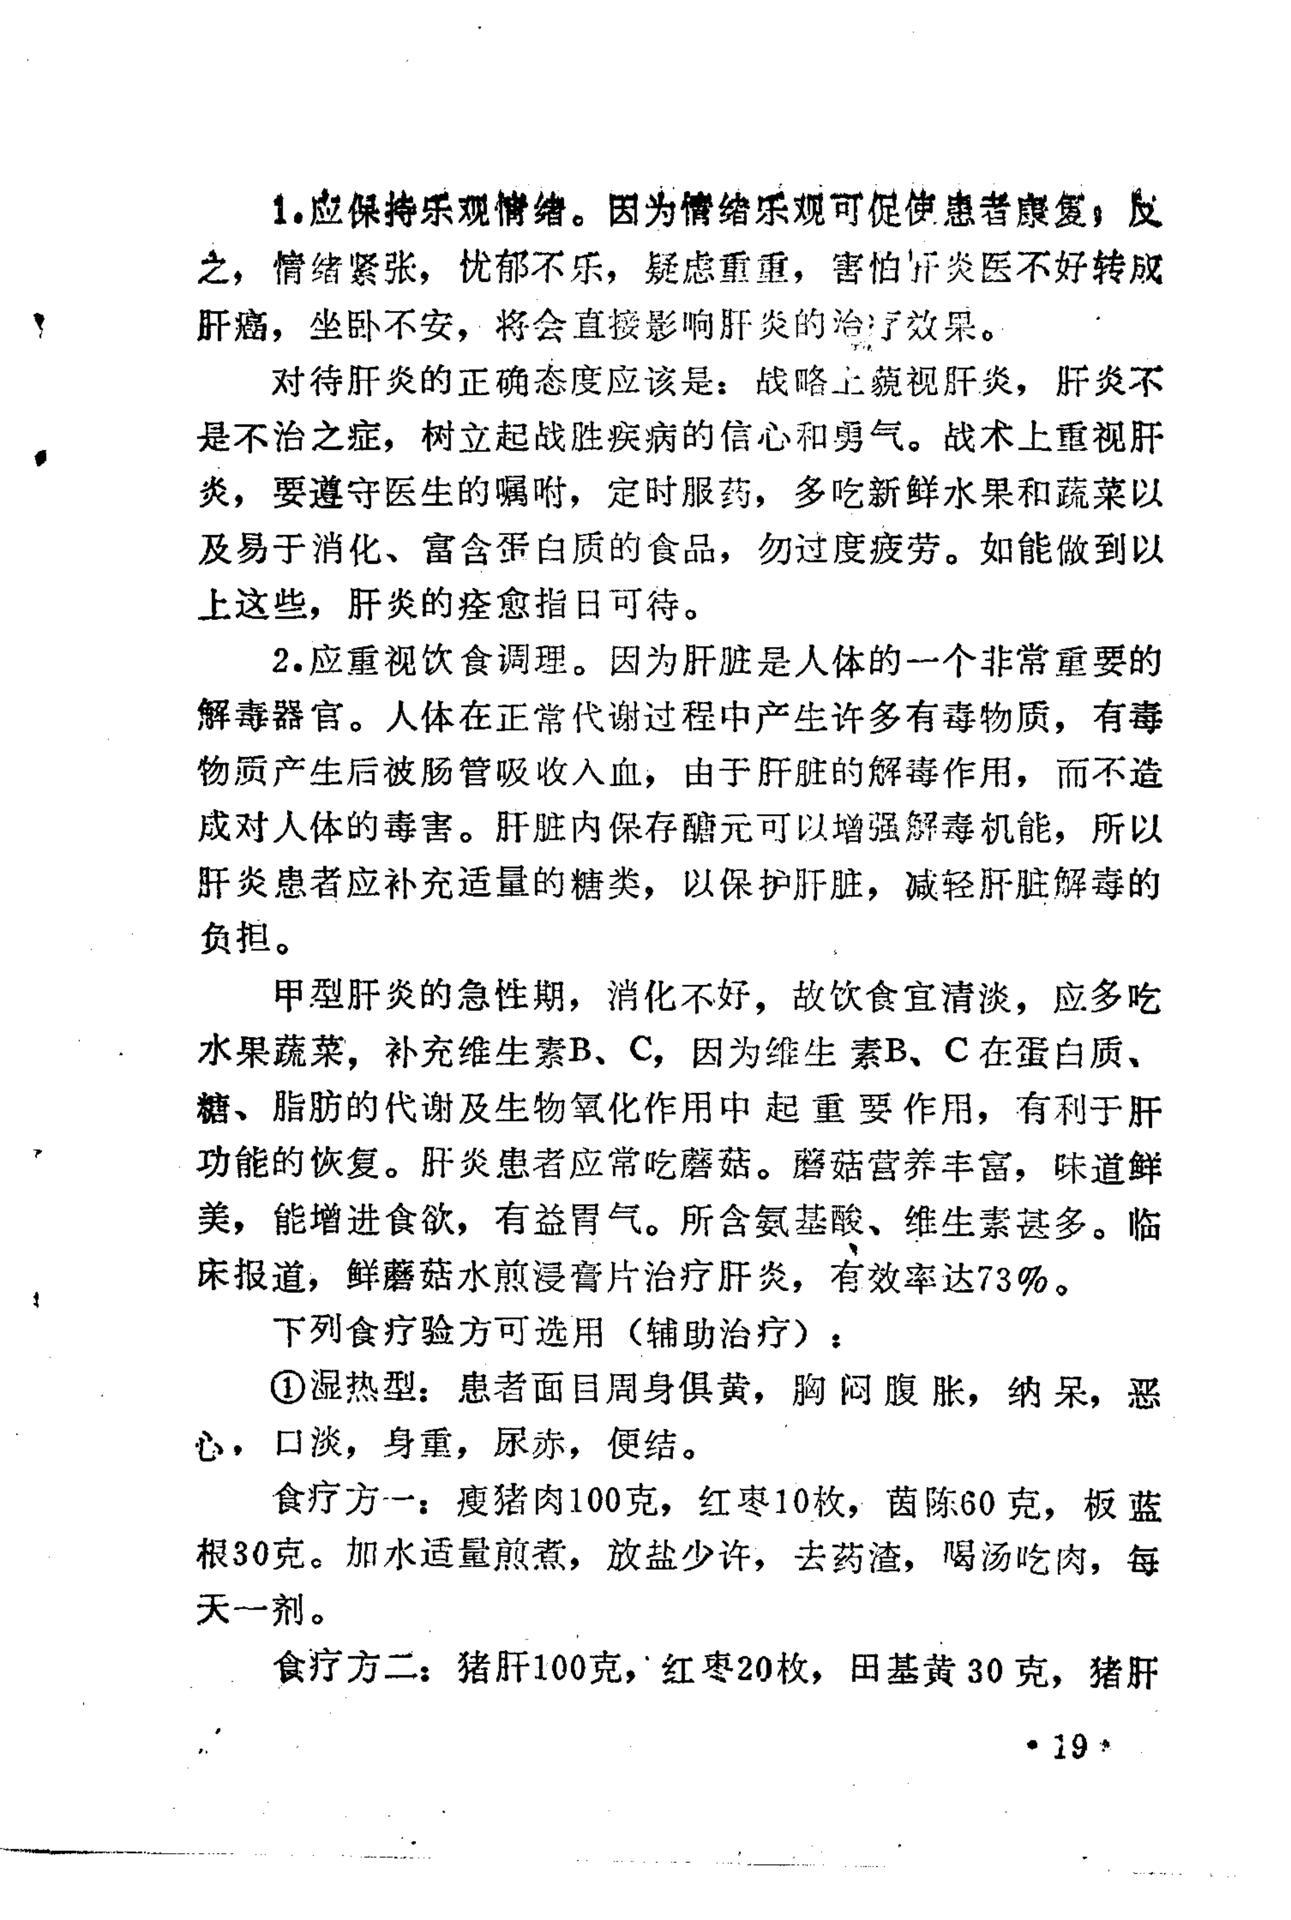 1.应保持乐观情绪。因为情绪乐观可促使患者康复；反
之，情绪紧张，忧郁不乐，疑虑重重，害怕肝炎医不好转成
肝癌，坐卧不安，将会直接影响肝炎的治疗效果。
对待肝炎的正确态度应该是：战略上藐视肝炎，肝炎不
是不治之症，树立起战胜疾病的信心和勇气。战术上重视肝
炎，要遵守医生的嘱咐，定时服药，多吃新鲜水果和蔬菜以
及易于消化、富含蛋白质的食品，勿过度疲劳。如能做到以
上这些，肝炎的痊愈指日可待。
2.应重视饮食调理。因为肝脏是人体的一个非常重要的
解毒器官。人体在正常代谢过程中产生许多有毒物质，有毒
物质产生后被肠管吸收入血，由于肝脏的解毒作用，而不造
成对人体的毒害。肝脏内保存醣元可以增强解毒机能，所以
肝炎患者应补充适量的糖类，以保护肝脏，减轻肝脏解毒的
负担。
甲型肝炎的急性期，消化不好，故饮食宜清淡，应多吃
水果蔬菜，补充维生素B、C，因为维生素B、C在蛋白质、
糖、脂肪的代谢及生物氧化作用中起重要作用，有利于肝
功能的恢复。肝炎患者应常吃蘑菇。蘑菇营养丰富，味道鲜
美，能增进食欲，有益胃气。所含氨基酸、维生素甚多。临
床报道，鲜蘑菇水煎浸膏片治疗肝炎，有效率达73%。
下列食疗验方可选用（辅助治疗）：
①湿热型：患者面目周身俱黄，胸闷腹胀，纳呆，恶
心，口淡，身重，尿赤，便结。
食疗方一：瘦猪肉100克，红枣10枚，茵陈60克，板蓝
根30克。加水适量煎煮，放盐少许，去药渣，喝汤吃肉，每
天一剂。
食疗方二：猪肝100克，红枣20枚，田基黄30克，猪肝
·19·